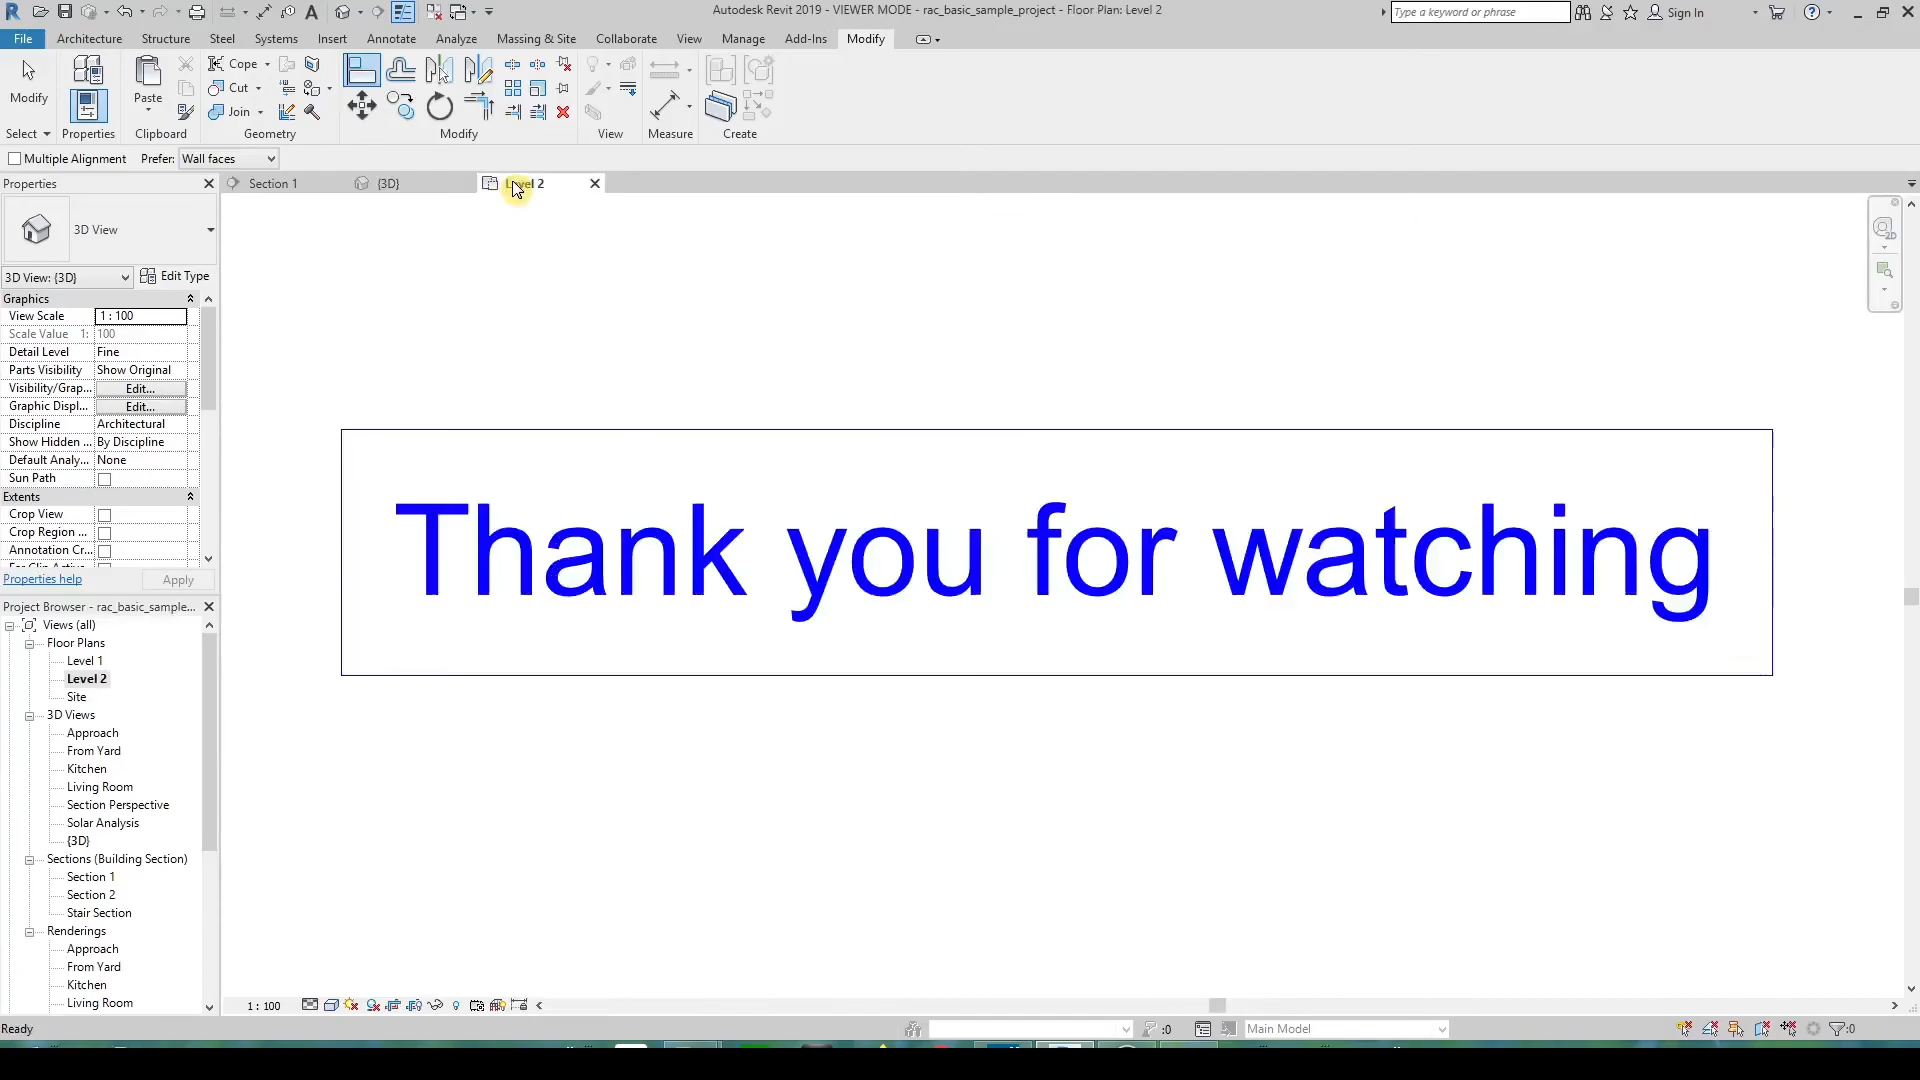 Autodesk Revit 2019 - VIEWER MODE - rac_basic_sample_project - Floor Plan: Level 2
Type a keyword or phrase
Sign In
File Architecture Structure Steel Systems Insert Annotate Analyze Massing & Site Collaborate View Manage Add-Ins Modify
Modify
Paste
Cope
Cut
Join
Select Properties Clipboard Geometry Modify View Measure Create
Multiple Alignment Prefer: Wall faces
Properties
Section 1 {3D} Level 2
3D View
3D View: {3D} Edit Type
Graphics
View Scale 1 : 100
Scale Value 1: 100
Detail Level Fine
Parts Visibility Show Original
Visibility/Grap... Edit...
Graphic Displ... Edit...
Discipline Architectural
Show Hidden ... By Discipline
Default Analy... None
Sun Path
Extents
Crop View
Crop Region ...
Annotation Cr...
Properties help Apply
Thank you for watching
Project Browser - rac_basic_sample...
Views (all)
Floor Plans
Level 1
Level 2
Site
3D Views
Approach
From Yard
Kitchen
Living Room
Section Perspective
Solar Analysis
{3D}
Sections (Building Section)
Section 1
Section 2
Stair Section
Renderings
Approach
From Yard
Kitchen
Living Room
1 : 100
Ready
:0
Main Model
:0